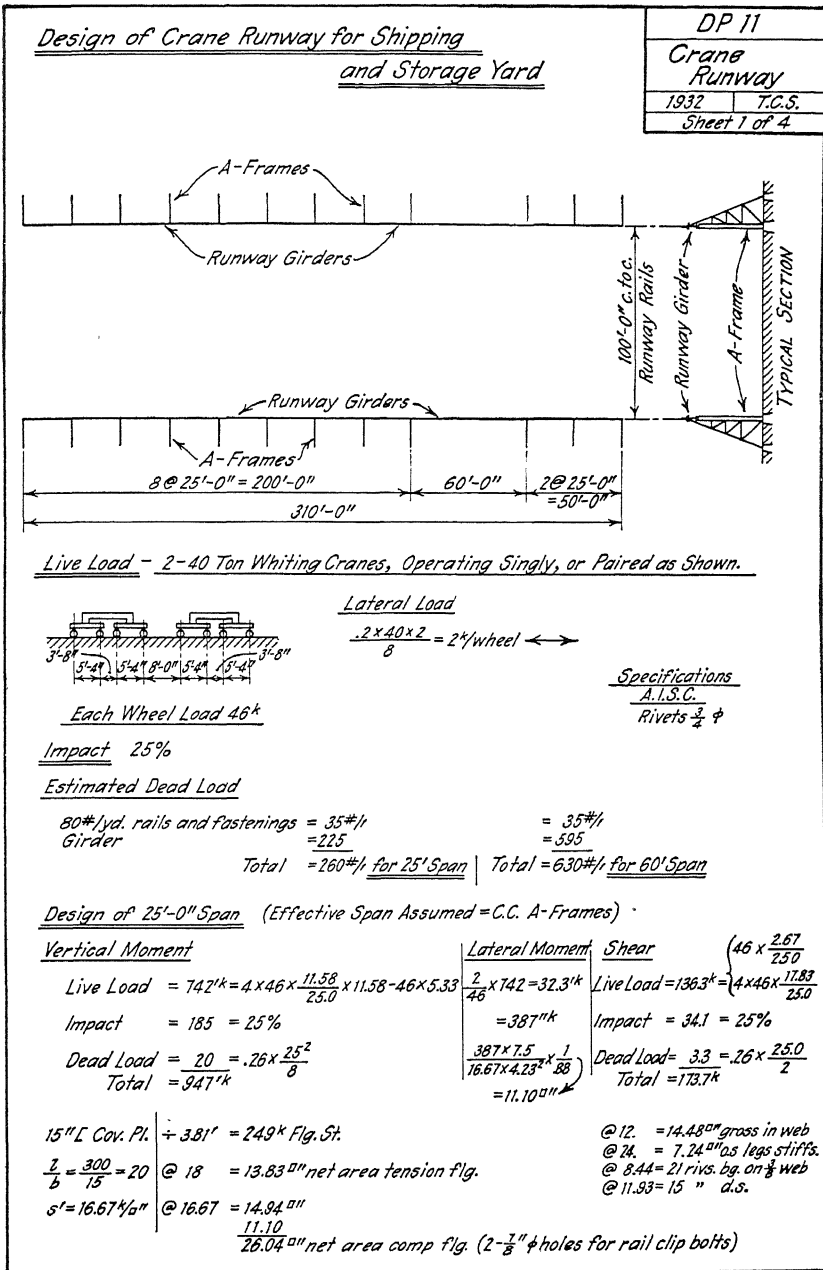 Design of Crane Runway for Shipping
and Storage Yard
DP 11
Crane
Runway
1932 T.C.S.
Sheet 1 of 4
A-Frames
Runway Girders
100'-0" c. to c.
Runway Rails
Runway Girder
A-Frame
TYPICAL SECTION
Runway Girders
A-Frames
8 @ 25'-0" = 200'-0"
60'-0"
2 @ 25'-0"
= 50'-0"
310'-0"
Live Load - 2-40 Ton Whiting Cranes, Operating Singly, or Paired as Shown.
Lateral Load
.2 × 40 × 2 / 8 = 2ᵏ/wheel ↔
3'-8" 5'-4" 5'-4" 8'-0" 5'-4" 5'-4" 3'-8"
Each Wheel Load 46ᵏ
Specifications
A.I.S.C.
Rivets 3/4 φ
Impact 25%
Estimated Dead Load
80#/yd. rails and fastenings = 35#/' = 35#/'
Girder = 225 = 595
Total = 260#/' for 25' Span | Total = 630#/' for 60' Span
Design of 25'-0" Span (Effective Span Assumed = C.C. A-Frames)
Vertical Moment
Live Load = 742'ᵏ = 4 × 46 × 11.58/25.0 × 11.58 - 46 × 5.33
Impact = 185 = 25%
Dead Load = 20 = .26 × 25²/8
Total = 947'ᵏ
Lateral Moment
2/46 × 742 = 32.3'ᵏ
= 387"ᵏ
387 × 7.5 / 16.67 × 4.23² × 1/.88
= 11.10□"
Shear
46 × 2.67/25.0
Live Load = 136.3ᵏ = 4 × 46 × 17.83/25.0
Impact = 34.1 = 25%
Dead Load = 3.3 = .26 × 25.0/2
Total = 173.7ᵏ
15" [ Cov. Pl. ÷ 3.81' = 249ᵏ Flg. St.
l/b = 300/15 = 20 @ 18 = 13.83□" net area tension flg.
s' = 16.67ᵏ/□" @ 16.67 = 14.94□"
11.10
26.04□" net area comp flg. (2-7/8" φ holes for rail clip bolts)
@ 12. = 14.48□" gross in web
@ 24. = 7.24□" os legs stiffs.
@ 8.44 = 21 rivs. bg. on 3/8 web
@ 11.93 = 15 " d.s.